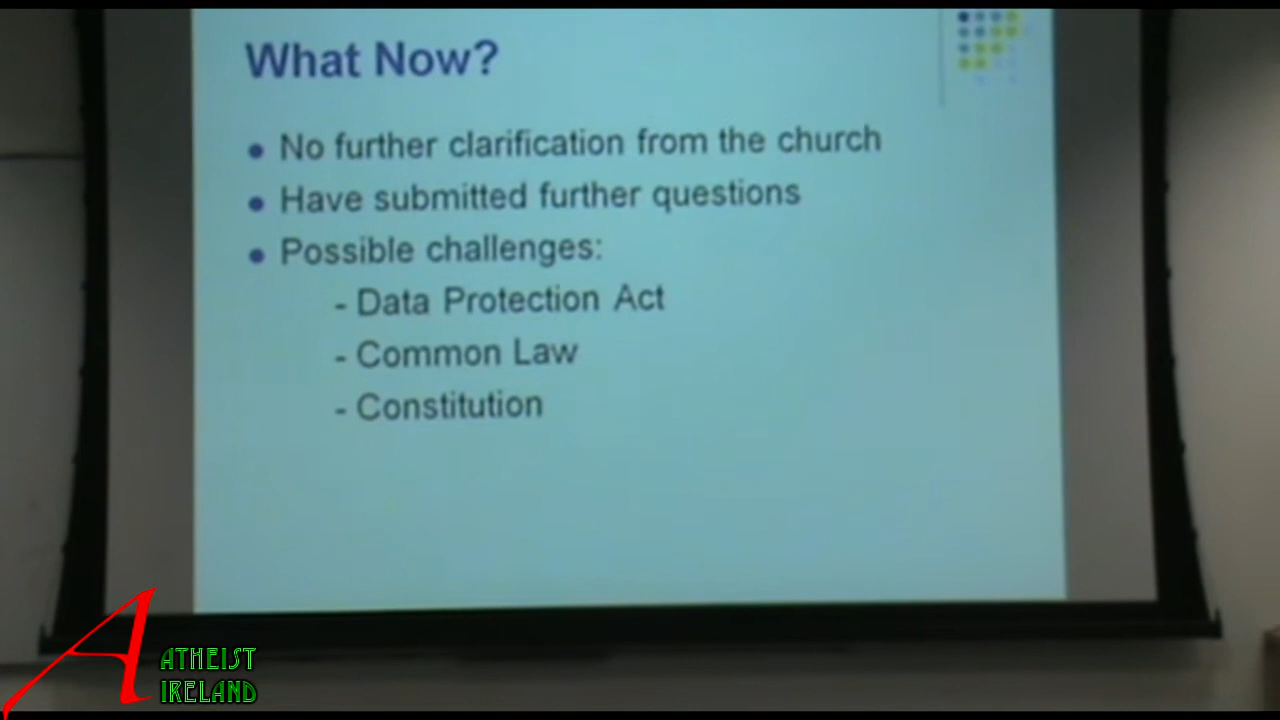 What Now?
● No further clarification from the church
● Have submitted further questions
● Possible challenges:
- Data Protection Act
- Common Law
- Constitution
A ATHEIST
IRELAND